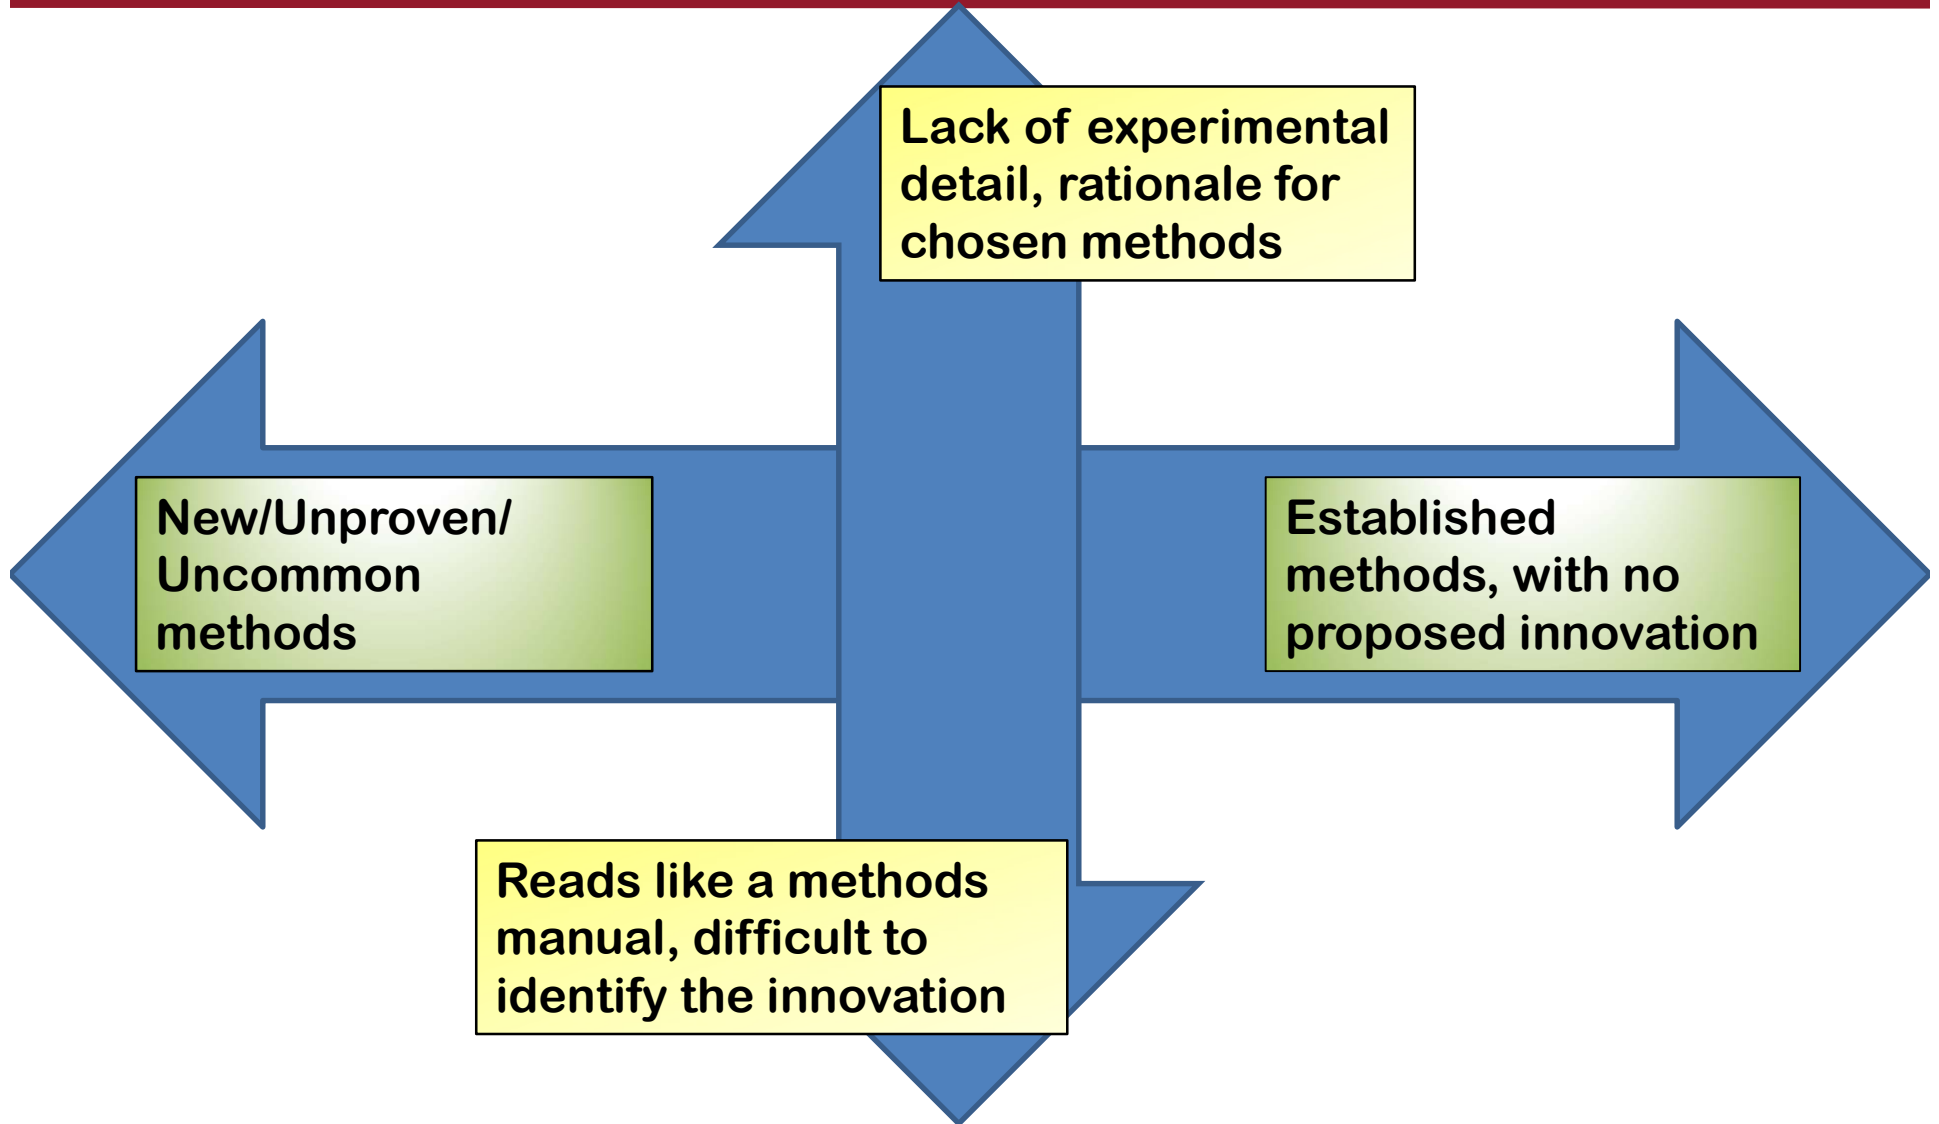 Lack of experimental
detail, rationale for
chosen methods
New/Unproven/
Uncommon
methods
Established
methods, with no
proposed innovation
Reads like a methods
manual, difficult to
identify the innovation